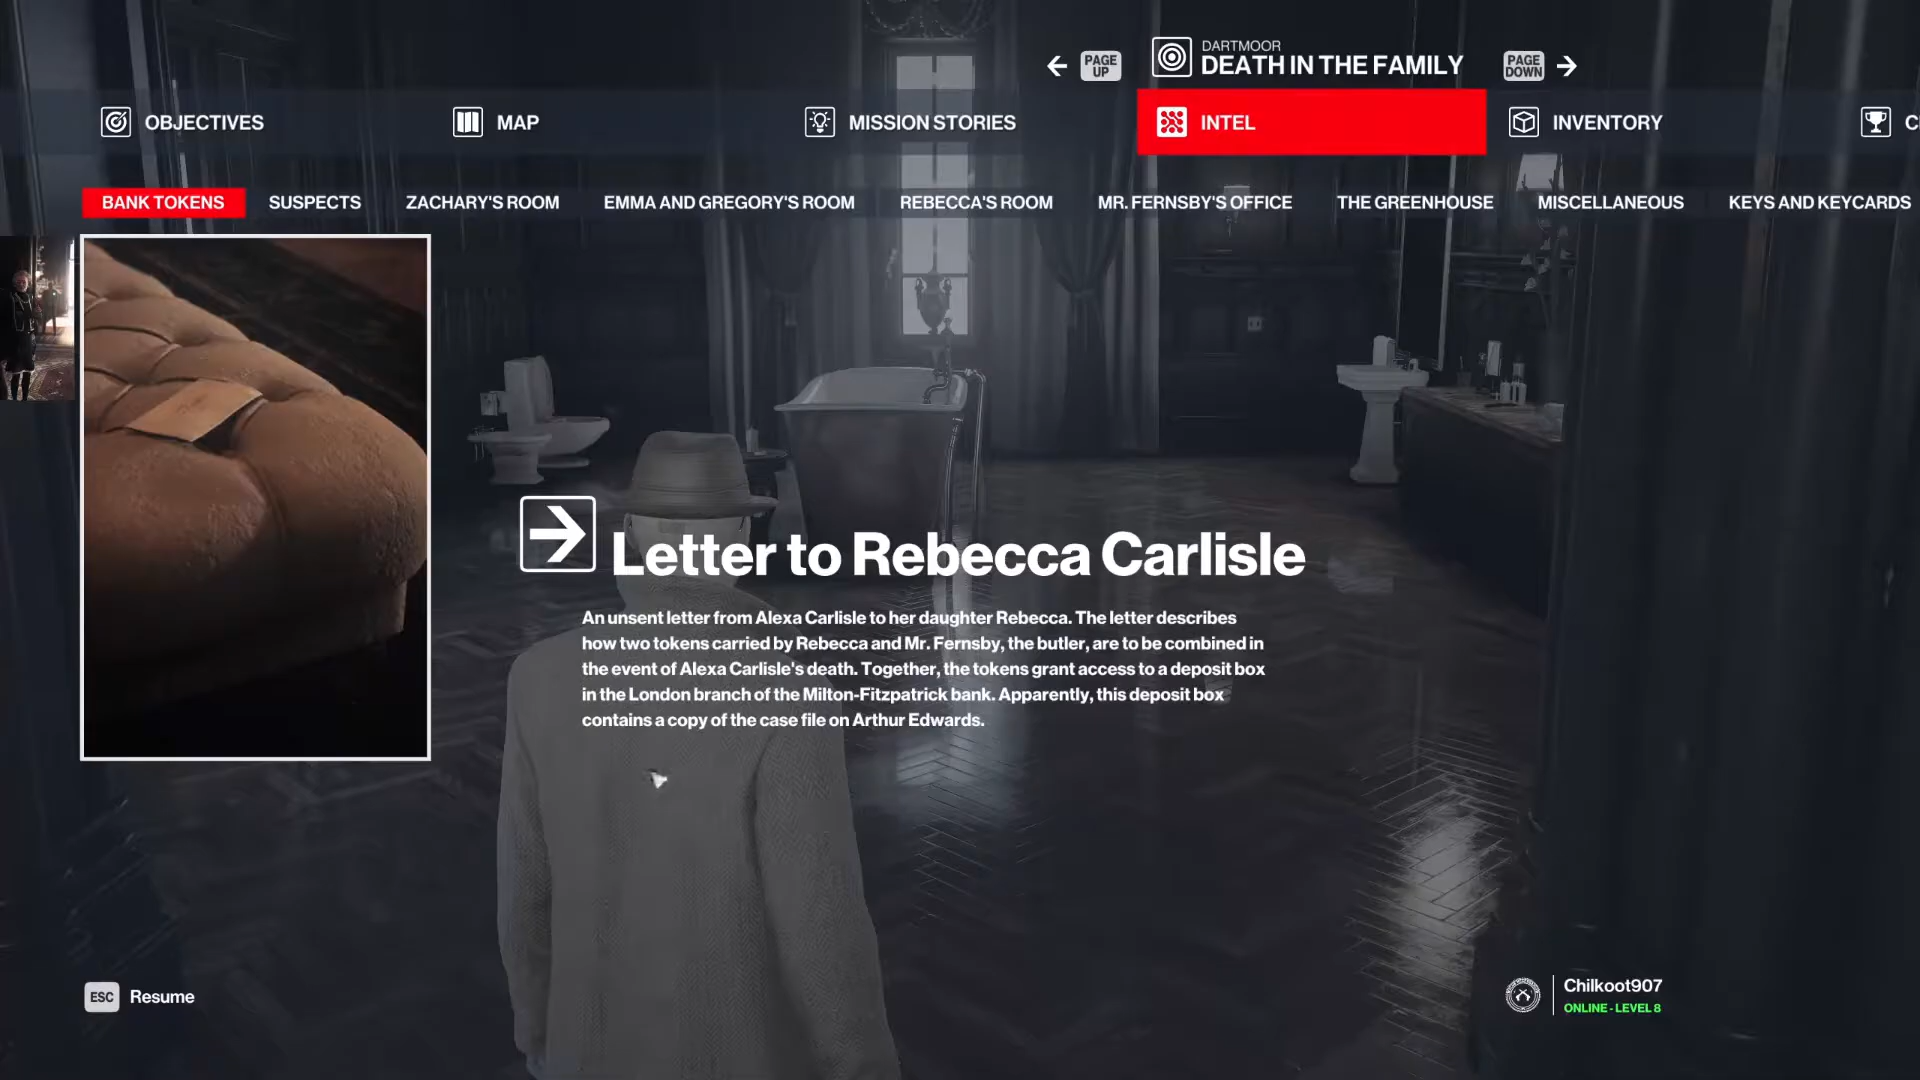 PAGE UP
DARTMOOR
DEATH IN THE FAMILY
PAGE DOWN
OBJECTIVES
MAP
MISSION STORIES
INTEL
INVENTORY
BANK TOKENS
SUSPECTS
ZACHARY'S ROOM
EMMA AND GREGORY'S ROOM
REBECCA'S ROOM
MR. FERNSBY'S OFFICE
THE GREENHOUSE
MISCELLANEOUS
KEYS AND KEYCARDS
Letter to Rebecca Carlisle
An unsent letter from Alexa Carlisle to her daughter Rebecca. The letter describes
how two tokens carried by Rebecca and Mr. Fernsby, the butler, are to be combined in
the event of Alexa Carlisle's death. Together, the tokens grant access to a deposit box
in the London branch of the Milton-Fitzpatrick bank. Apparently, this deposit box
contains a copy of the case file on Arthur Edwards.
ESC Resume
Chilkoot907
ONLINE - LEVEL 8